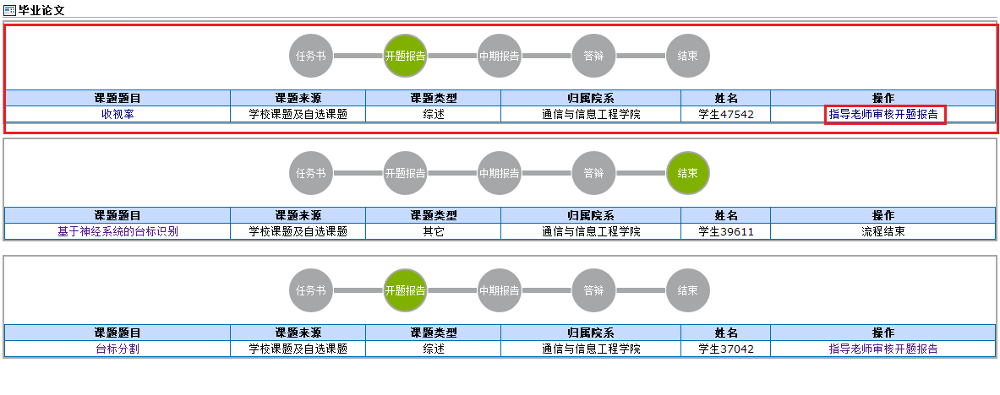 毕业论文
任务书 开题报告 中期报告 答辩 结束
课题题目 课题来源 课题类型 归属院系 姓名 操作
收视率 学校课题及自选课题 综述 通信与信息工程学院 学生47542 指导老师审核开题报告
任务书 开题报告 中期报告 答辩 结束
课题题目 课题来源 课题类型 归属院系 姓名 操作
基于神经系统的台标识别 学校课题及自选课题 其它 通信与信息工程学院 学生39611 流程结束
任务书 开题报告 中期报告 答辩 结束
课题题目 课题来源 课题类型 归属院系 姓名 操作
台标分割 学校课题及自选课题 综述 通信与信息工程学院 学生37042 指导老师审核开题报告